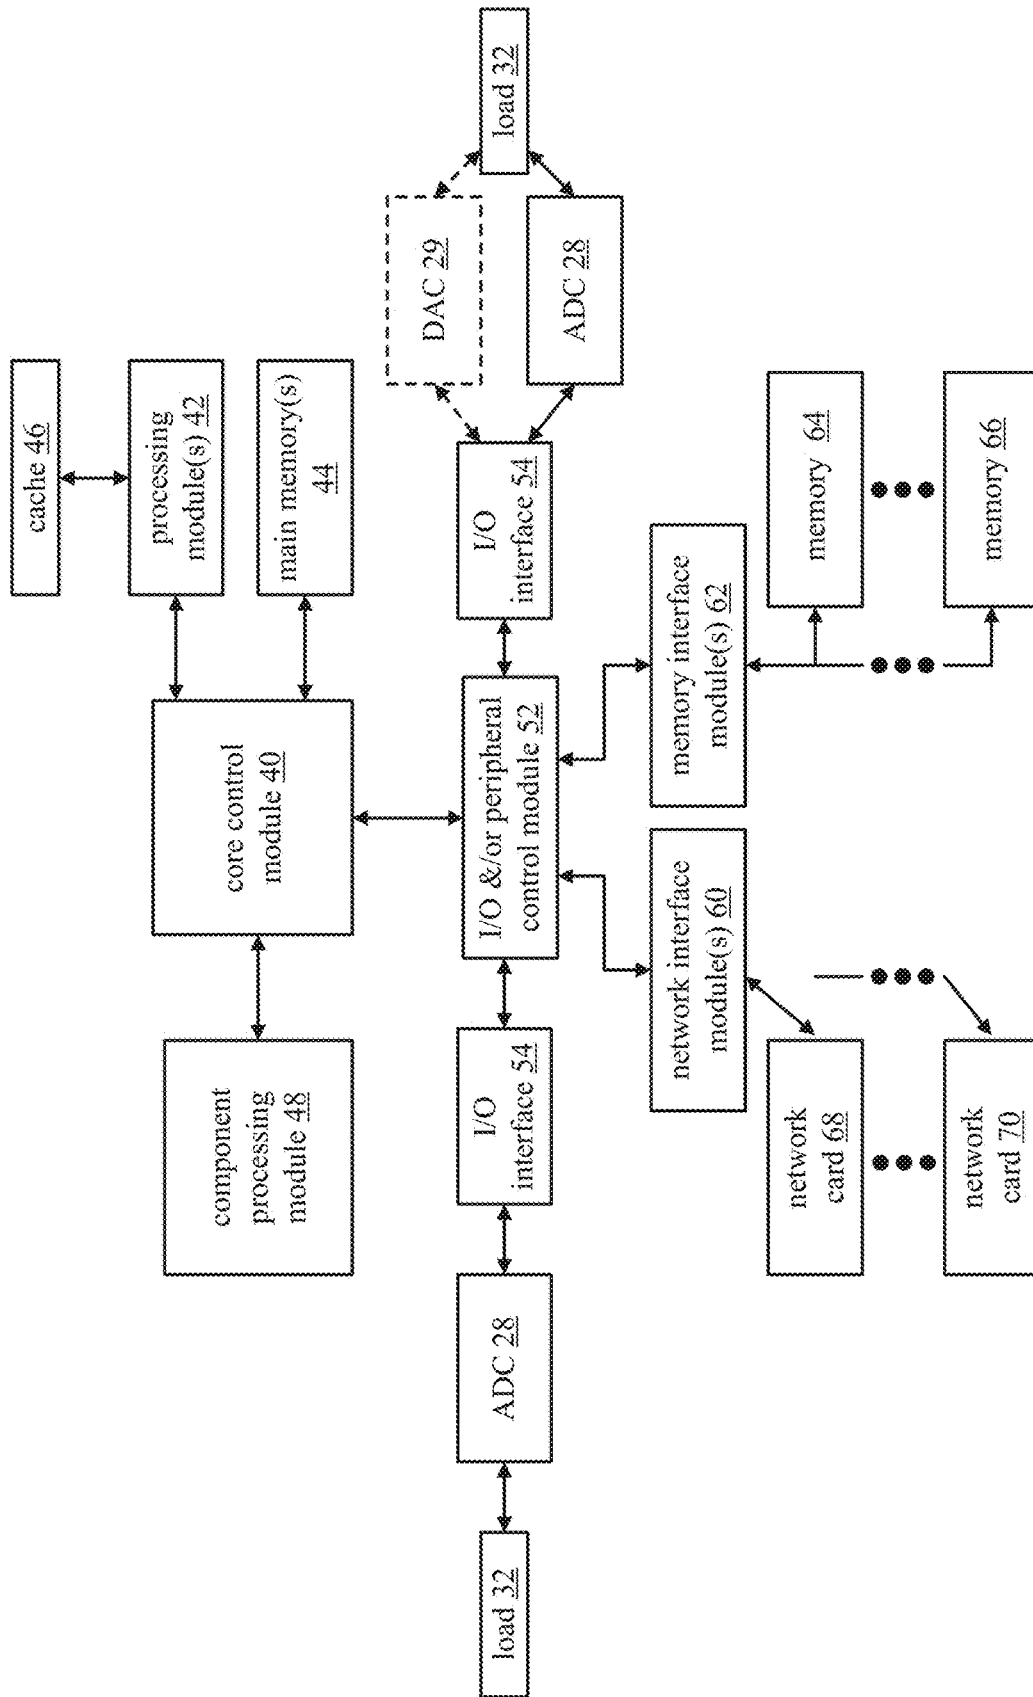 cache 46
processing
module(s) 42
main memory(s)
44
core control
module 40
component
processing
module 48
load 32
ADC 28
I/O
interface 54
I/O &/or peripheral
control module 52
I/O
interface 54
DAC 29
ADC 28
load 32
network interface
module(s) 60
memory interface
module(s) 62
network
card 68
memory 64
network
card 70
memory 66